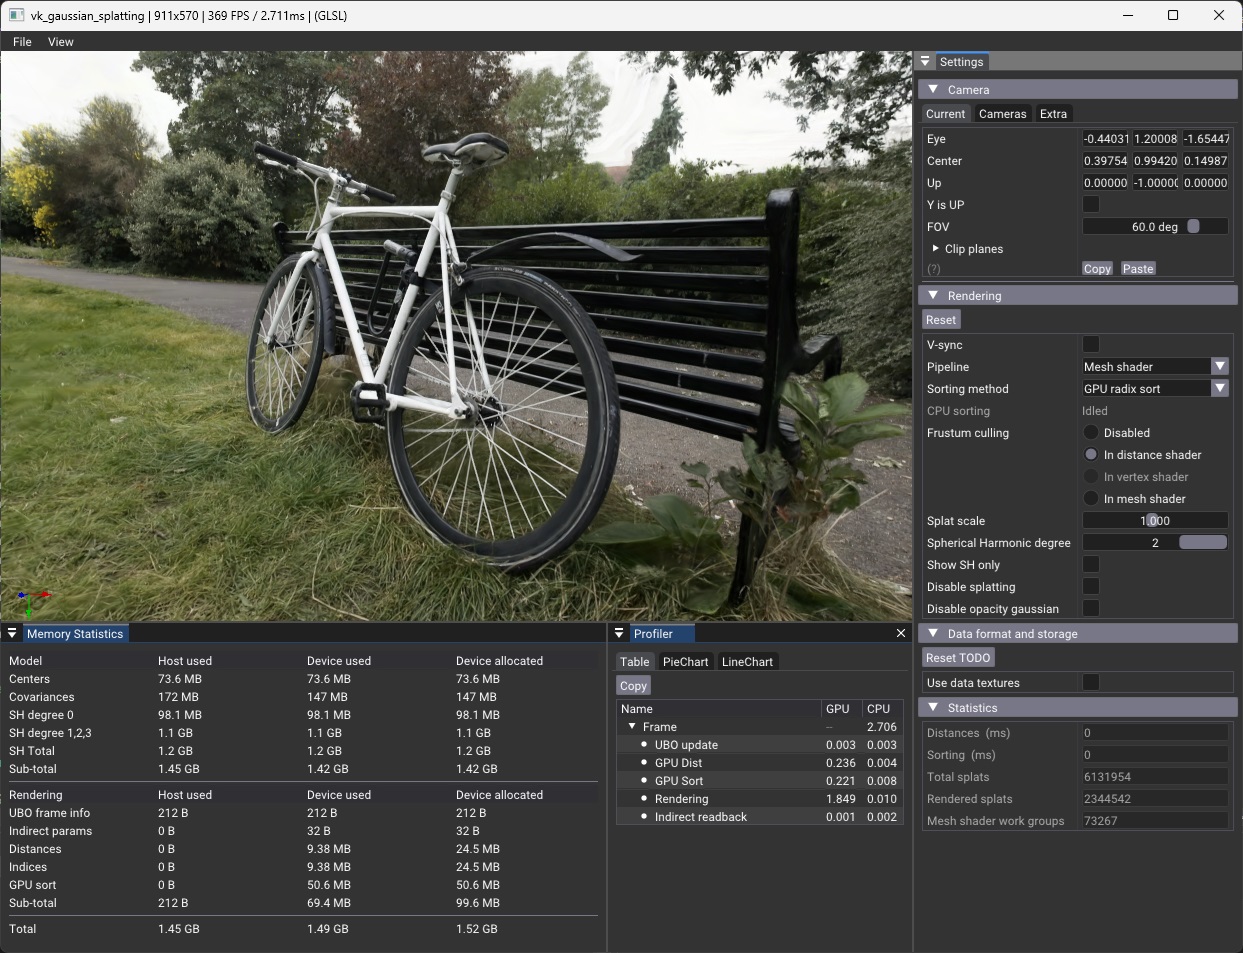 vk_gaussian_splatting | 911x570 | 369 FPS / 2.711ms | (GLSL)
File View
Settings
Camera
Current Cameras Extra
Eye -0.44031 1.20008 -1.65447
Center 0.39754 0.99420 0.14987
Up 0.00000 -1.00000 0.00000
Y is UP
FOV 60.0 deg
Clip planes
(?) Copy Paste
Rendering
Reset
V-sync
Pipeline Mesh shader
Sorting method GPU radix sort
CPU sorting Idled
Frustum culling Disabled
In distance shader
In vertex shader
In mesh shader
Splat scale 1.000
Spherical Harmonic degree 2
Show SH only
Disable splatting
Disable opacity gaussian
Data format and storage
Reset TODO
Use data textures
Statistics
Distances (ms) 0
Sorting (ms) 0
Total splats 6131954
Rendered splats 2344542
Mesh shader work groups 73267
Memory Statistics
Model Host used Device used Device allocated
Centers 73.6 MB 73.6 MB 73.6 MB
Covariances 172 MB 147 MB 147 MB
SH degree 0 98.1 MB 98.1 MB 98.1 MB
SH degree 1,2,3 1.1 GB 1.1 GB 1.1 GB
SH Total 1.2 GB 1.2 GB 1.2 GB
Sub-total 1.45 GB 1.42 GB 1.42 GB
Rendering Host used Device used Device allocated
UBO frame info 212 B 212 B 212 B
Indirect params 0 B 32 B 32 B
Distances 0 B 9.38 MB 24.5 MB
Indices 0 B 9.38 MB 24.5 MB
GPU sort 0 B 50.6 MB 50.6 MB
Sub-total 212 B 69.4 MB 99.6 MB
Total 1.45 GB 1.49 GB 1.52 GB
Profiler
Table PieChart LineChart
Copy
Name GPU CPU
Frame -- 2.706
UBO update 0.003 0.003
GPU Dist 0.236 0.004
GPU Sort 0.221 0.008
Rendering 1.849 0.010
Indirect readback 0.001 0.002